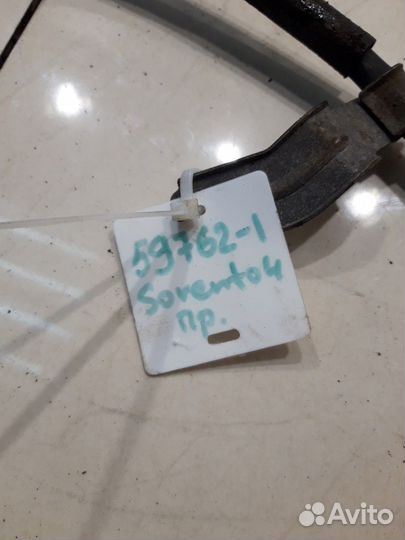 59762-1
Sorento4
пр.
Avito